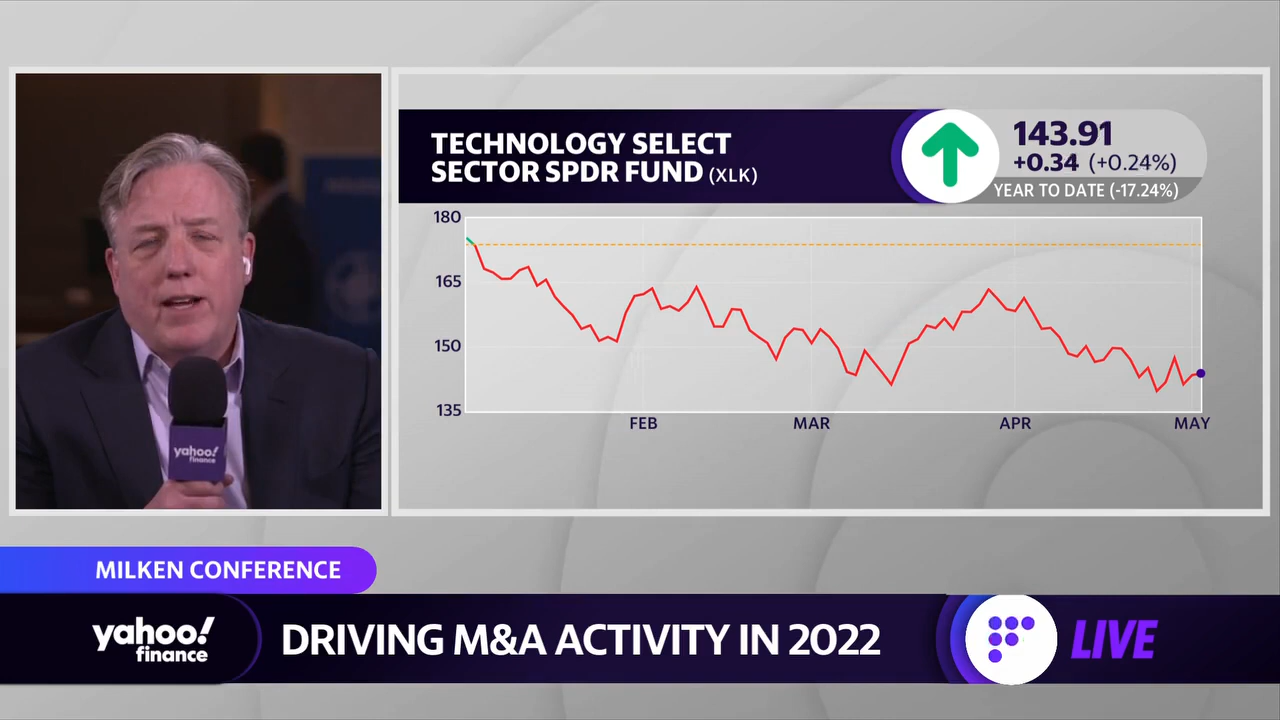 TECHNOLOGY SELECT
SECTOR SPDR FUND (XLK)
143.91
+0.34 (+0.24%)
YEAR TO DATE (-17.24%)
180
165
150
135
FEB MAR APR MAY
yahoo!
finance
MILKEN CONFERENCE
yahoo!
finance
DRIVING M&A ACTIVITY IN 2022
LIVE